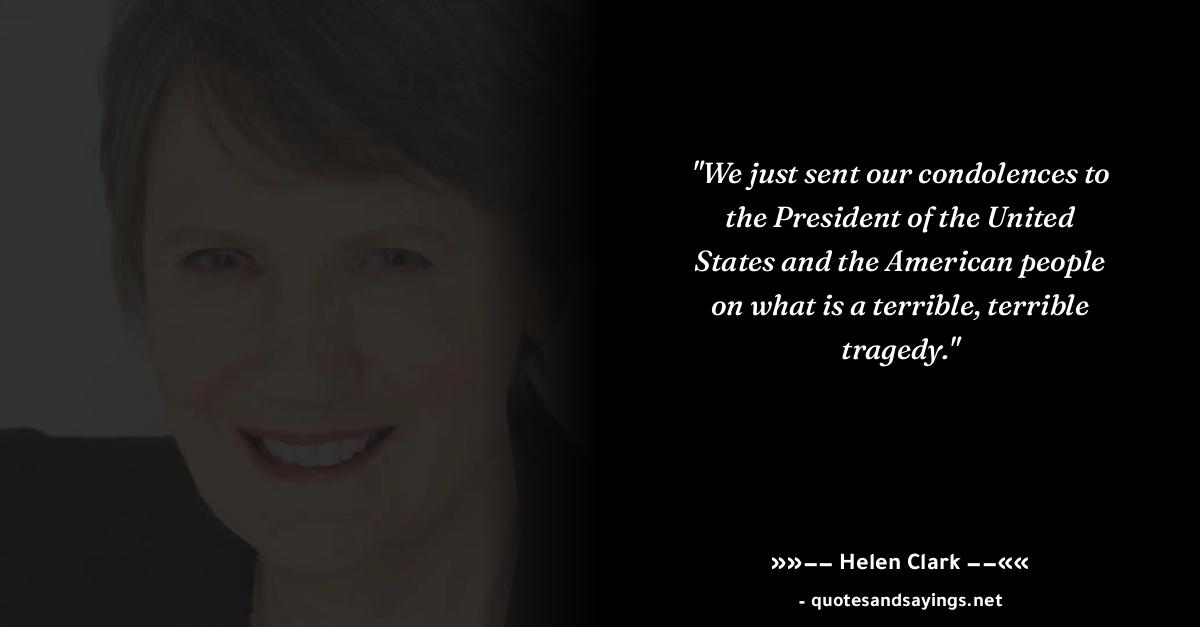 "We just sent our condolences to
the President of the United
States and the American people
on what is a terrible, terrible
tragedy."
»»−− Helen Clark −−««
- quotesandsayings.net